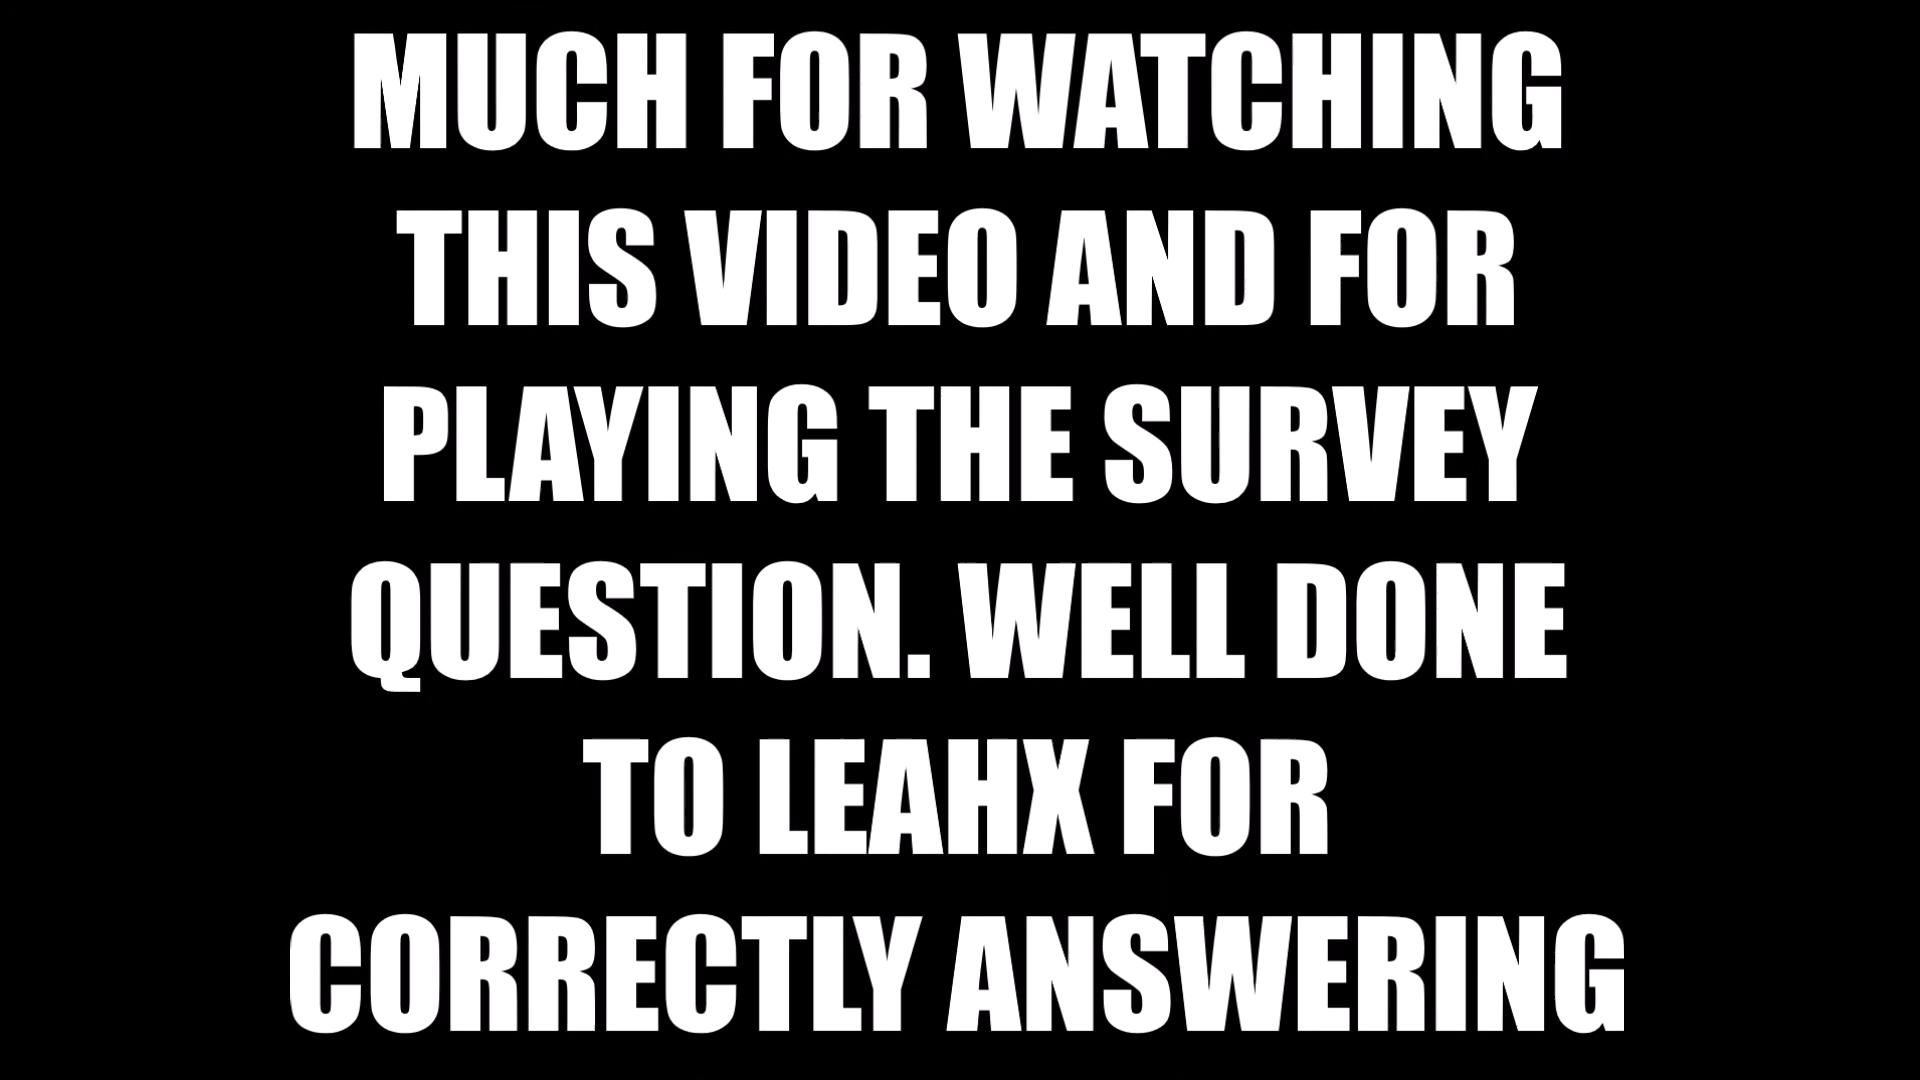 MUCH FOR WATCHING
THIS VIDEO AND FOR
PLAYING THE SURVEY
QUESTION. WELL DONE
TO LEAHX FOR
CORRECTLY ANSWERING